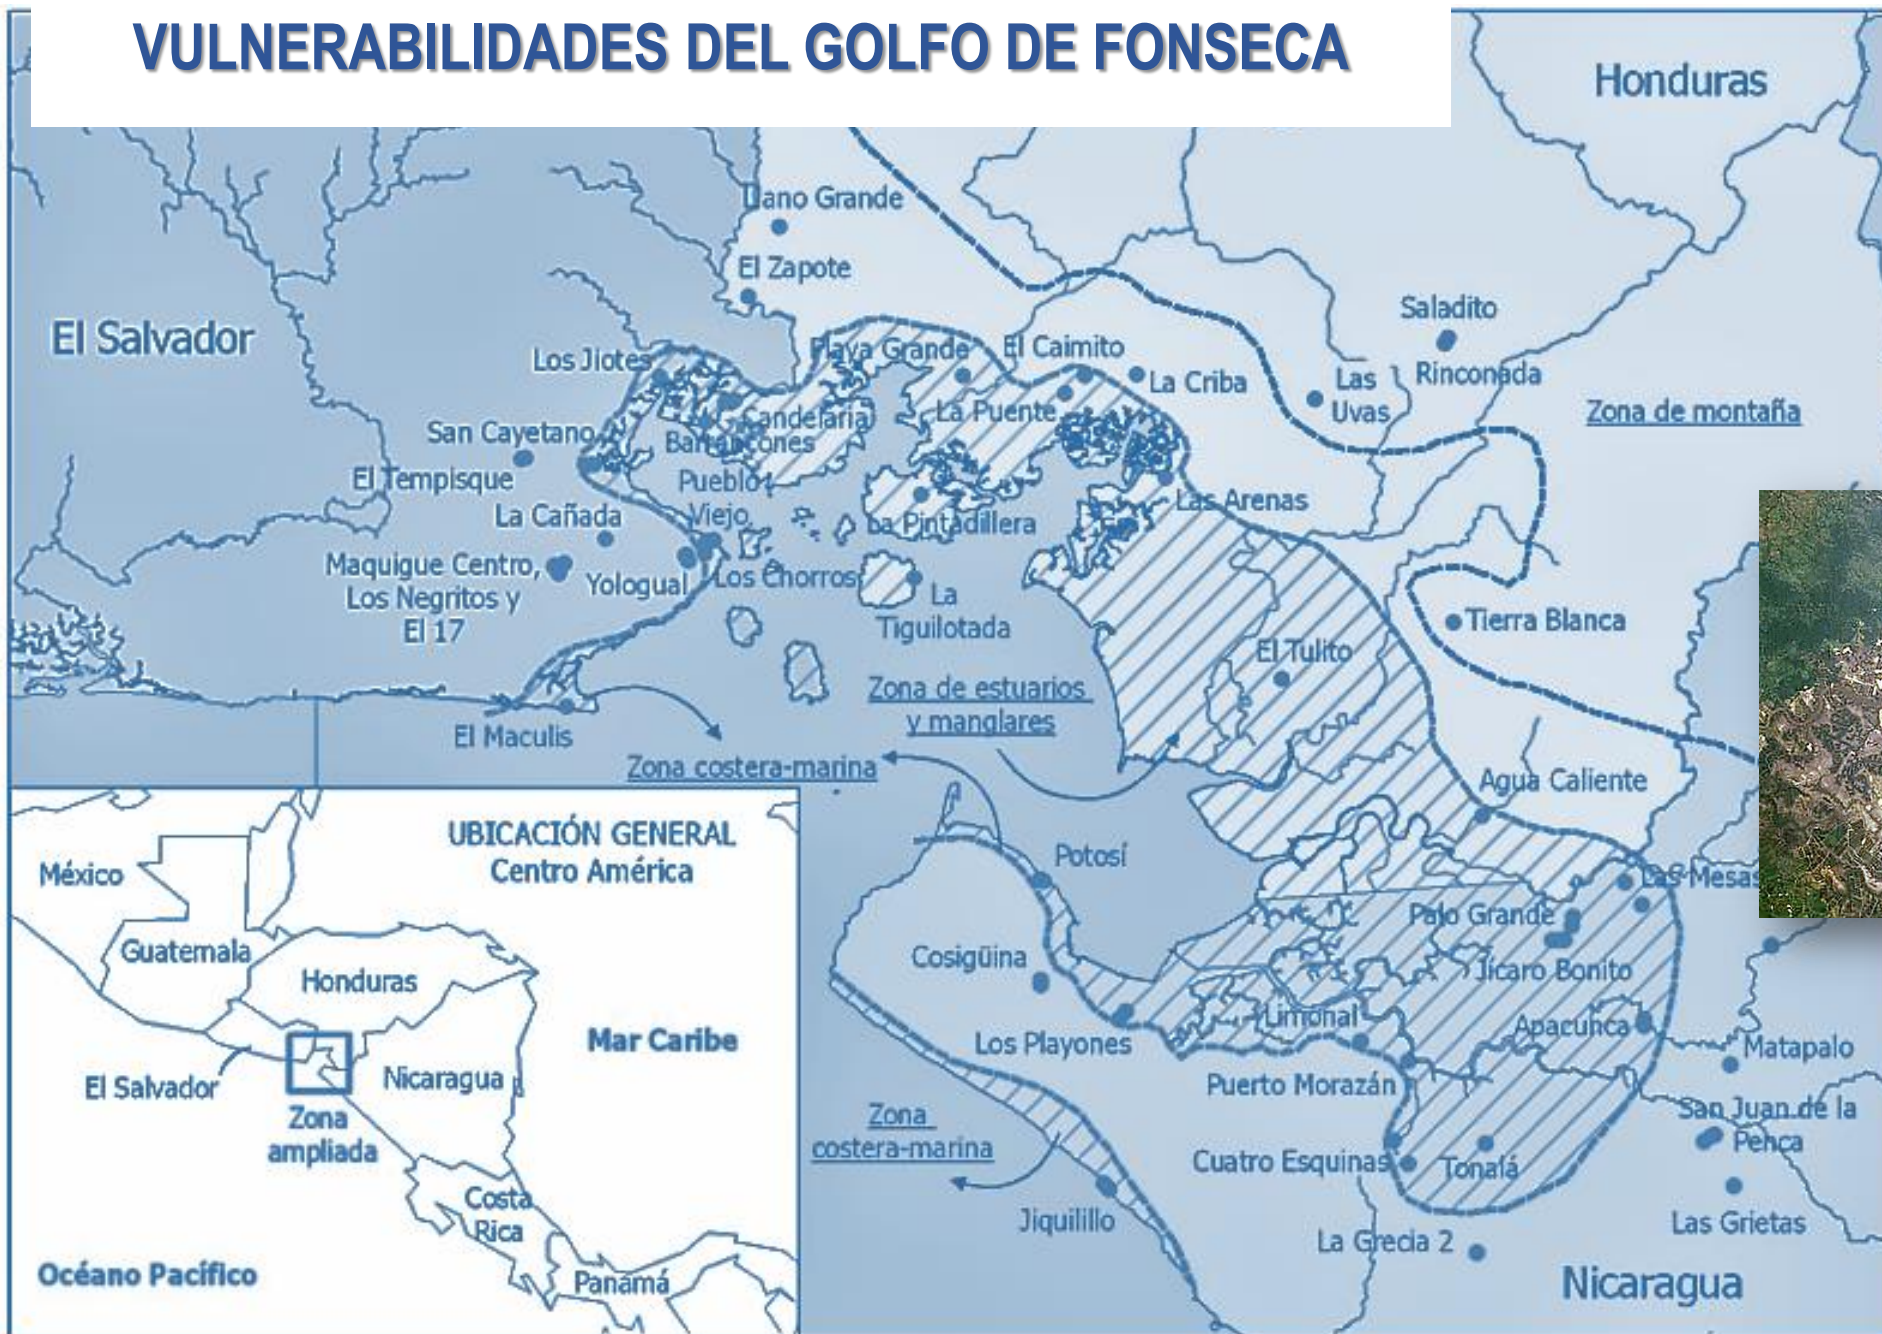 VULNERABILIDADES DEL GOLFO DE FONSECA
Honduras
Llano Grande
El Zapote
El Salvador
Saladito
Rinconada
Los Jiotes
Playa Grande
El Caimito
La Criba
Las
Uvas
Zona de montaña
La Puente
Candelaria
San Cayetano
Barrancones
El Tempisque
Pueblo
Viejo
La Pintadillera
Las Arenas
La Cañada
Maquigue Centro,
Los Negritos y
El 17
Yologual
Los Chorros
La
Tiguilotada
Tierra Blanca
El Tulito
Zona de estuarios
y manglares
El Maculis
Zona costera-marina
Agua Caliente
Potosí
Las Mesas
Palo Grande
Cosigüina
Jícaro Bonito
Limonal
Apacunca
Los Playones
Matapalo
Puerto Morazán
Zona
costera-marina
San Juan de la
Penca
Cuatro Esquinas
Tonalá
Jiquilillo
Las Grietas
La Grecia 2
Nicaragua
UBICACIÓN GENERAL
Centro América
México
Guatemala
Honduras
Mar Caribe
El Salvador
Nicaragua
Zona
ampliada
Costa
Rica
Océano Pacífico
Panamá